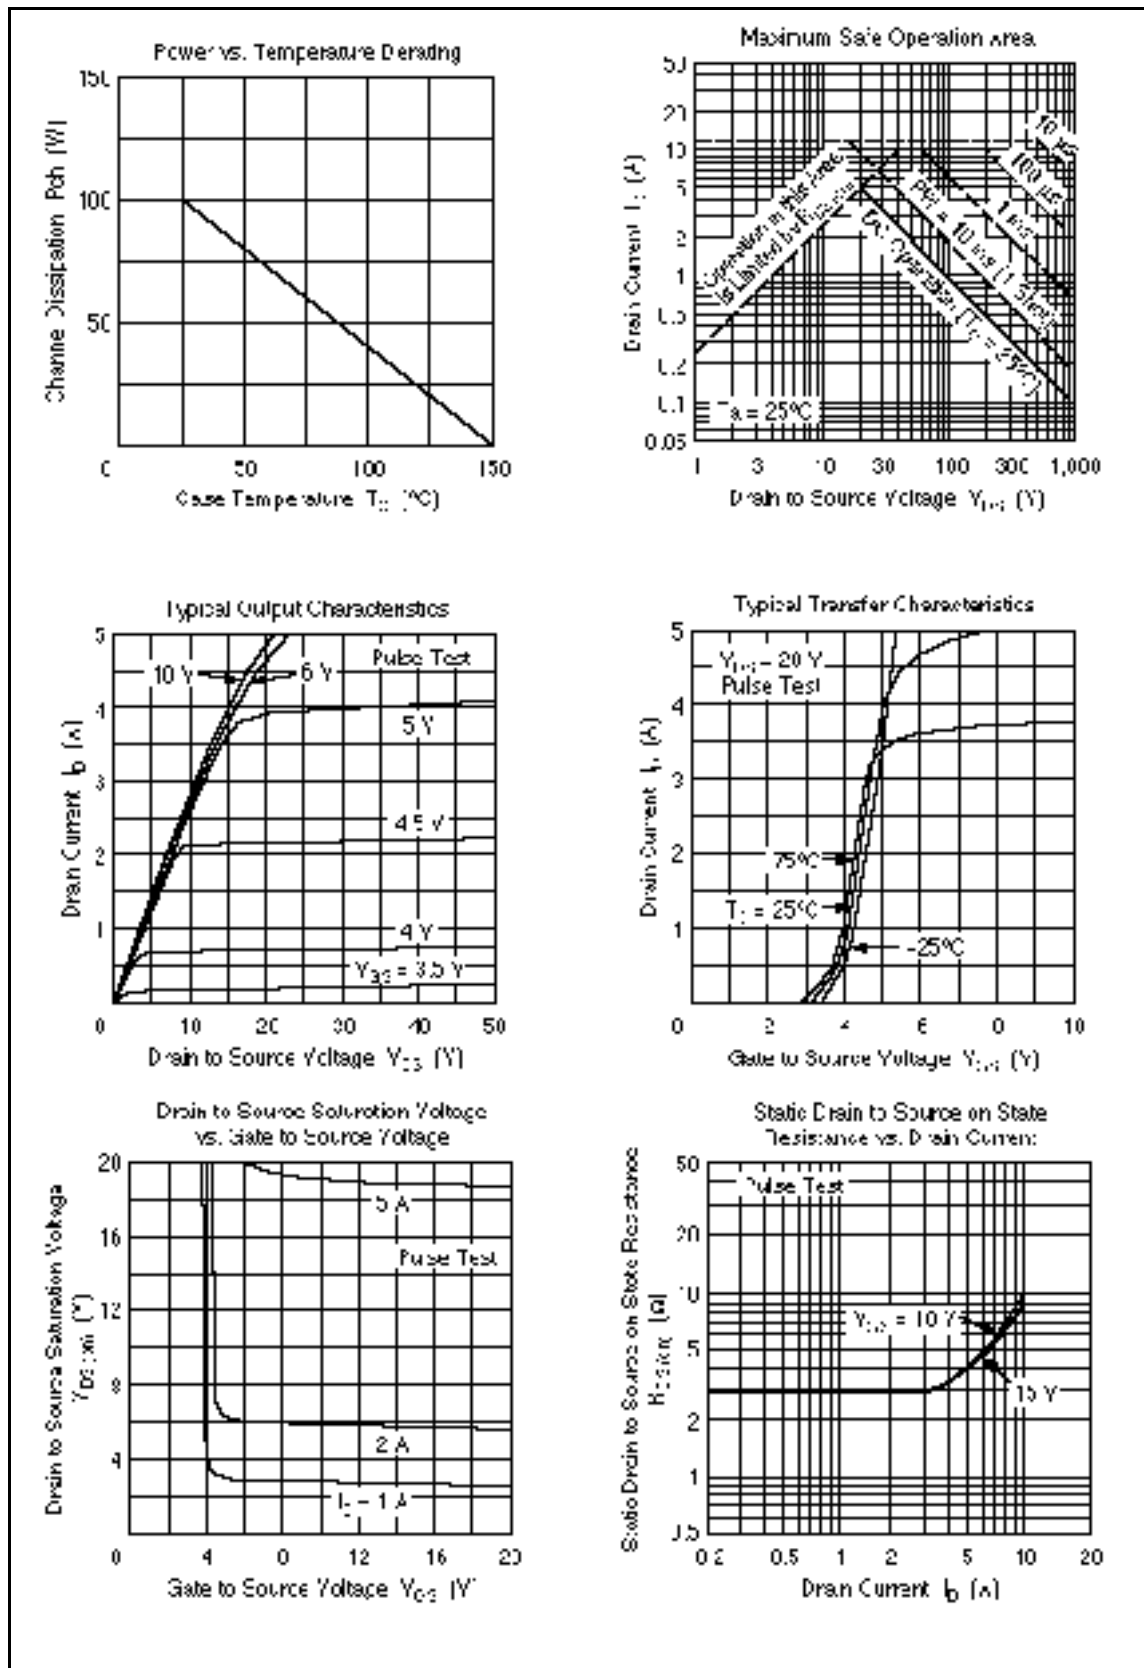 Power vs. Temperature Derating
150
100
50
0
50
100
150
Channel Dissipation Pch (W)
Case Temperature TC (ºC)
Maximum Safe Operation Area
50
20
10
5
2
1
0.5
0.2
0.1
0.05
1
3
10
30
100
300
1,000
Drain Current ID (A)
Drain to Source Voltage VDS (V)
10 µs
100 µs
1 ms
PW = 10 ms (1 Shot)
DC Operation (TC = 25ºC)
Operation in this Area
is Limited by RDS(on)
Ta = 25ºC
Typical Output Characteristics
5
4
3
2
1
0
10
20
30
40
50
Drain Current ID (A)
Drain to Source Voltage VDS (V)
10 V
6 V
Pulse Test
5 V
4.5 V
4 V
VGS = 3.5 V
Typical Transfer Characteristics
5
4
3
2
1
0
2
4
6
8
10
Drain Current ID (A)
Gate to Source Voltage VGS (V)
VDS = 20 V
Pulse Test
75ºC
TC = 25ºC
-25ºC
Drain to Source Saturation Voltage
vs. Gate to Source Voltage
20
16
12
8
4
0
4
8
12
16
20
Drain to Source Saturation Voltage
VDS(on) (V)
Gate to Source Voltage VGS (V)
5 A
Pulse Test
2 A
ID = 1 A
Static Drain to Source on State
Resistance vs. Drain Current
50
20
10
5
2
1
0.5
0.2
0.5
1
2
5
10
20
Static Drain to Source on State Resistance
RDS(on) (Ω)
Drain Current ID (A)
Pulse Test
VGS = 10 V
15 V